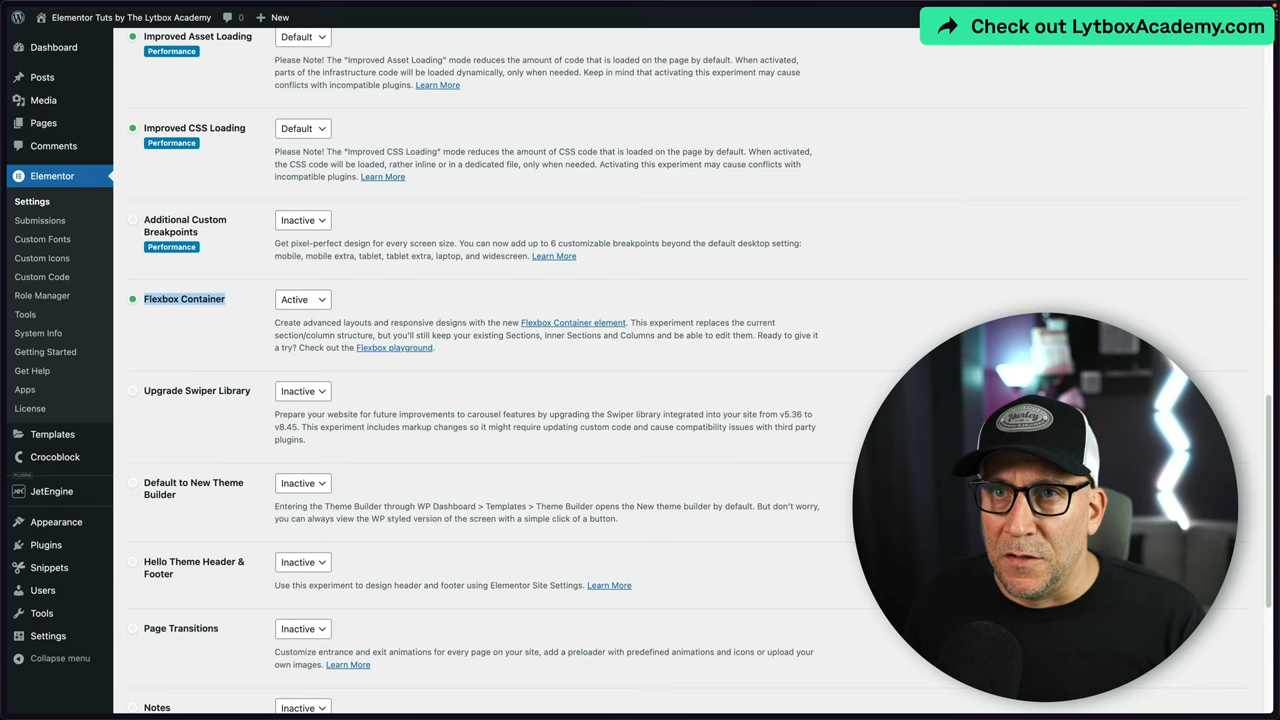 Elementor Tuts by The Lytbox Academy
0
New
Check out LytboxAcademy.com
Dashboard
Posts
Media
Pages
Comments
Elementor
Settings
Submissions
Custom Fonts
Custom Icons
Custom Code
Role Manager
Tools
System Info
Getting Started
Get Help
Apps
License
Templates
Crocoblock
PLUGINS
JetEngine
Appearance
Plugins
Snippets
Users
Tools
Settings
Collapse menu
Improved Asset Loading
Performance
Default
Please Note! The "Improved Asset Loading" mode reduces the amount of code that is loaded on the page by default. When activated,
parts of the infrastructure code will be loaded dynamically, only when needed. Keep in mind that activating this experiment may cause
conflicts with incompatible plugins. Learn More
Improved CSS Loading
Performance
Default
Please Note! The "Improved CSS Loading" mode reduces the amount of CSS code that is loaded on the page by default. When activated,
the CSS code will be loaded, rather inline or in a dedicated file, only when needed. Activating this experiment may cause conflicts with
incompatible plugins. Learn More
Additional Custom
Breakpoints
Performance
Inactive
Get pixel-perfect design for every screen size. You can now add up to 6 customizable breakpoints beyond the default desktop setting:
mobile, mobile extra, tablet, tablet extra, laptop, and widescreen. Learn More
Flexbox Container
Active
Create advanced layouts and responsive designs with the new Flexbox Container element. This experiment replaces the current
section/column structure, but you'll still keep your existing Sections, Inner Sections and Columns and be able to edit them. Ready to give it
a try? Check out the Flexbox playground.
Upgrade Swiper Library
Inactive
Prepare your website for future improvements to carousel features by upgrading the Swiper library integrated into your site from v5.36 to
v8.45. This experiment includes markup changes so it might require updating custom code and cause compatibility issues with third party
plugins.
Default to New Theme
Builder
Inactive
Entering the Theme Builder through WP Dashboard > Templates > Theme Builder opens the New theme builder by default. But don't worry,
you can always view the WP styled version of the screen with a simple click of a button.
Hello Theme Header &
Footer
Inactive
Use this experiment to design header and footer using Elementor Site Settings. Learn More
Page Transitions
Inactive
Customize entrance and exit animations for every page on your site, add a preloader with predefined animations and icons or upload your
own images. Learn More
Notes
Inactive
Hurley